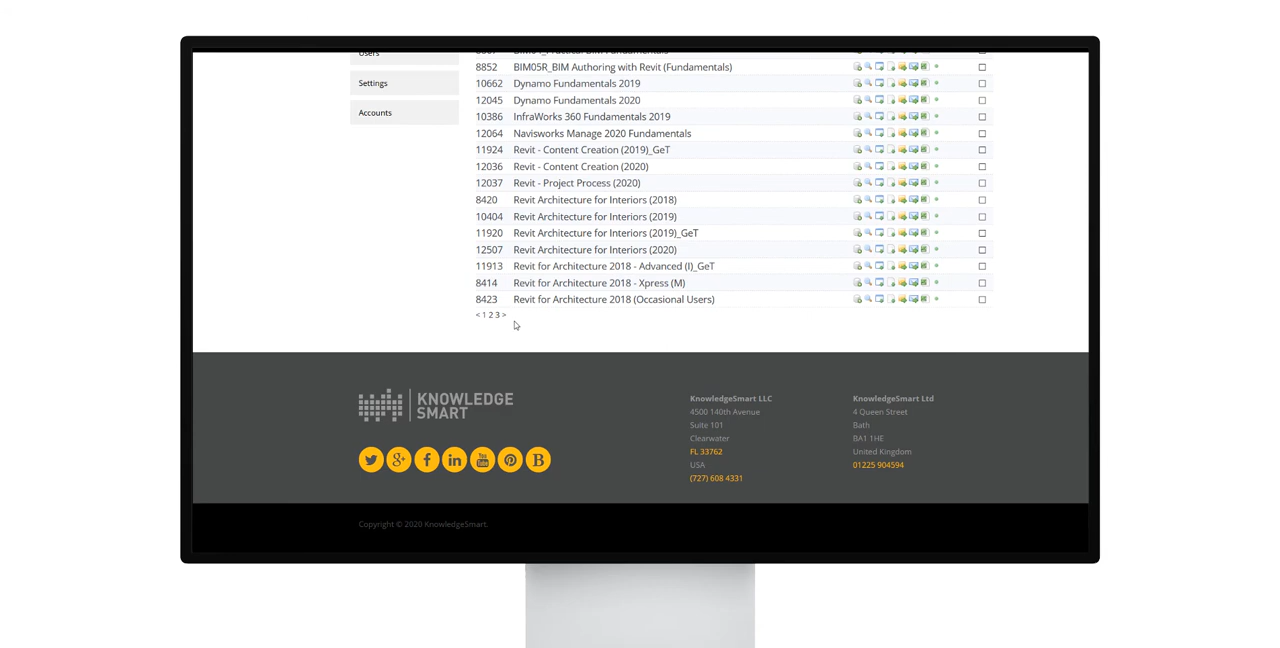 Users
Settings
Accounts
8852 BIM05R_BIM Authoring with Revit (Fundamentals)
10662 Dynamo Fundamentals 2019
12045 Dynamo Fundamentals 2020
10386 InfraWorks 360 Fundamentals 2019
12064 Navisworks Manage 2020 Fundamentals
11924 Revit - Content Creation (2019)_GeT
12036 Revit - Content Creation (2020)
12037 Revit - Project Process (2020)
8420 Revit Architecture for Interiors (2018)
10404 Revit Architecture for Interiors (2019)
11920 Revit Architecture for Interiors (2019)_GeT
12507 Revit Architecture for Interiors (2020)
11913 Revit for Architecture 2018 - Advanced (I)_GeT
8414 Revit for Architecture 2018 - Xpress (M)
8423 Revit for Architecture 2018 (Occasional Users)
< 1 2 3 >
KNOWLEDGE
SMART
KnowledgeSmart LLC
4500 140th Avenue
Suite 101
Clearwater
FL 33762
USA
(727) 608 4331
KnowledgeSmart Ltd
4 Queen Street
Bath
BA1 1HE
United Kingdom
01225 904594
Copyright © 2020 KnowledgeSmart.